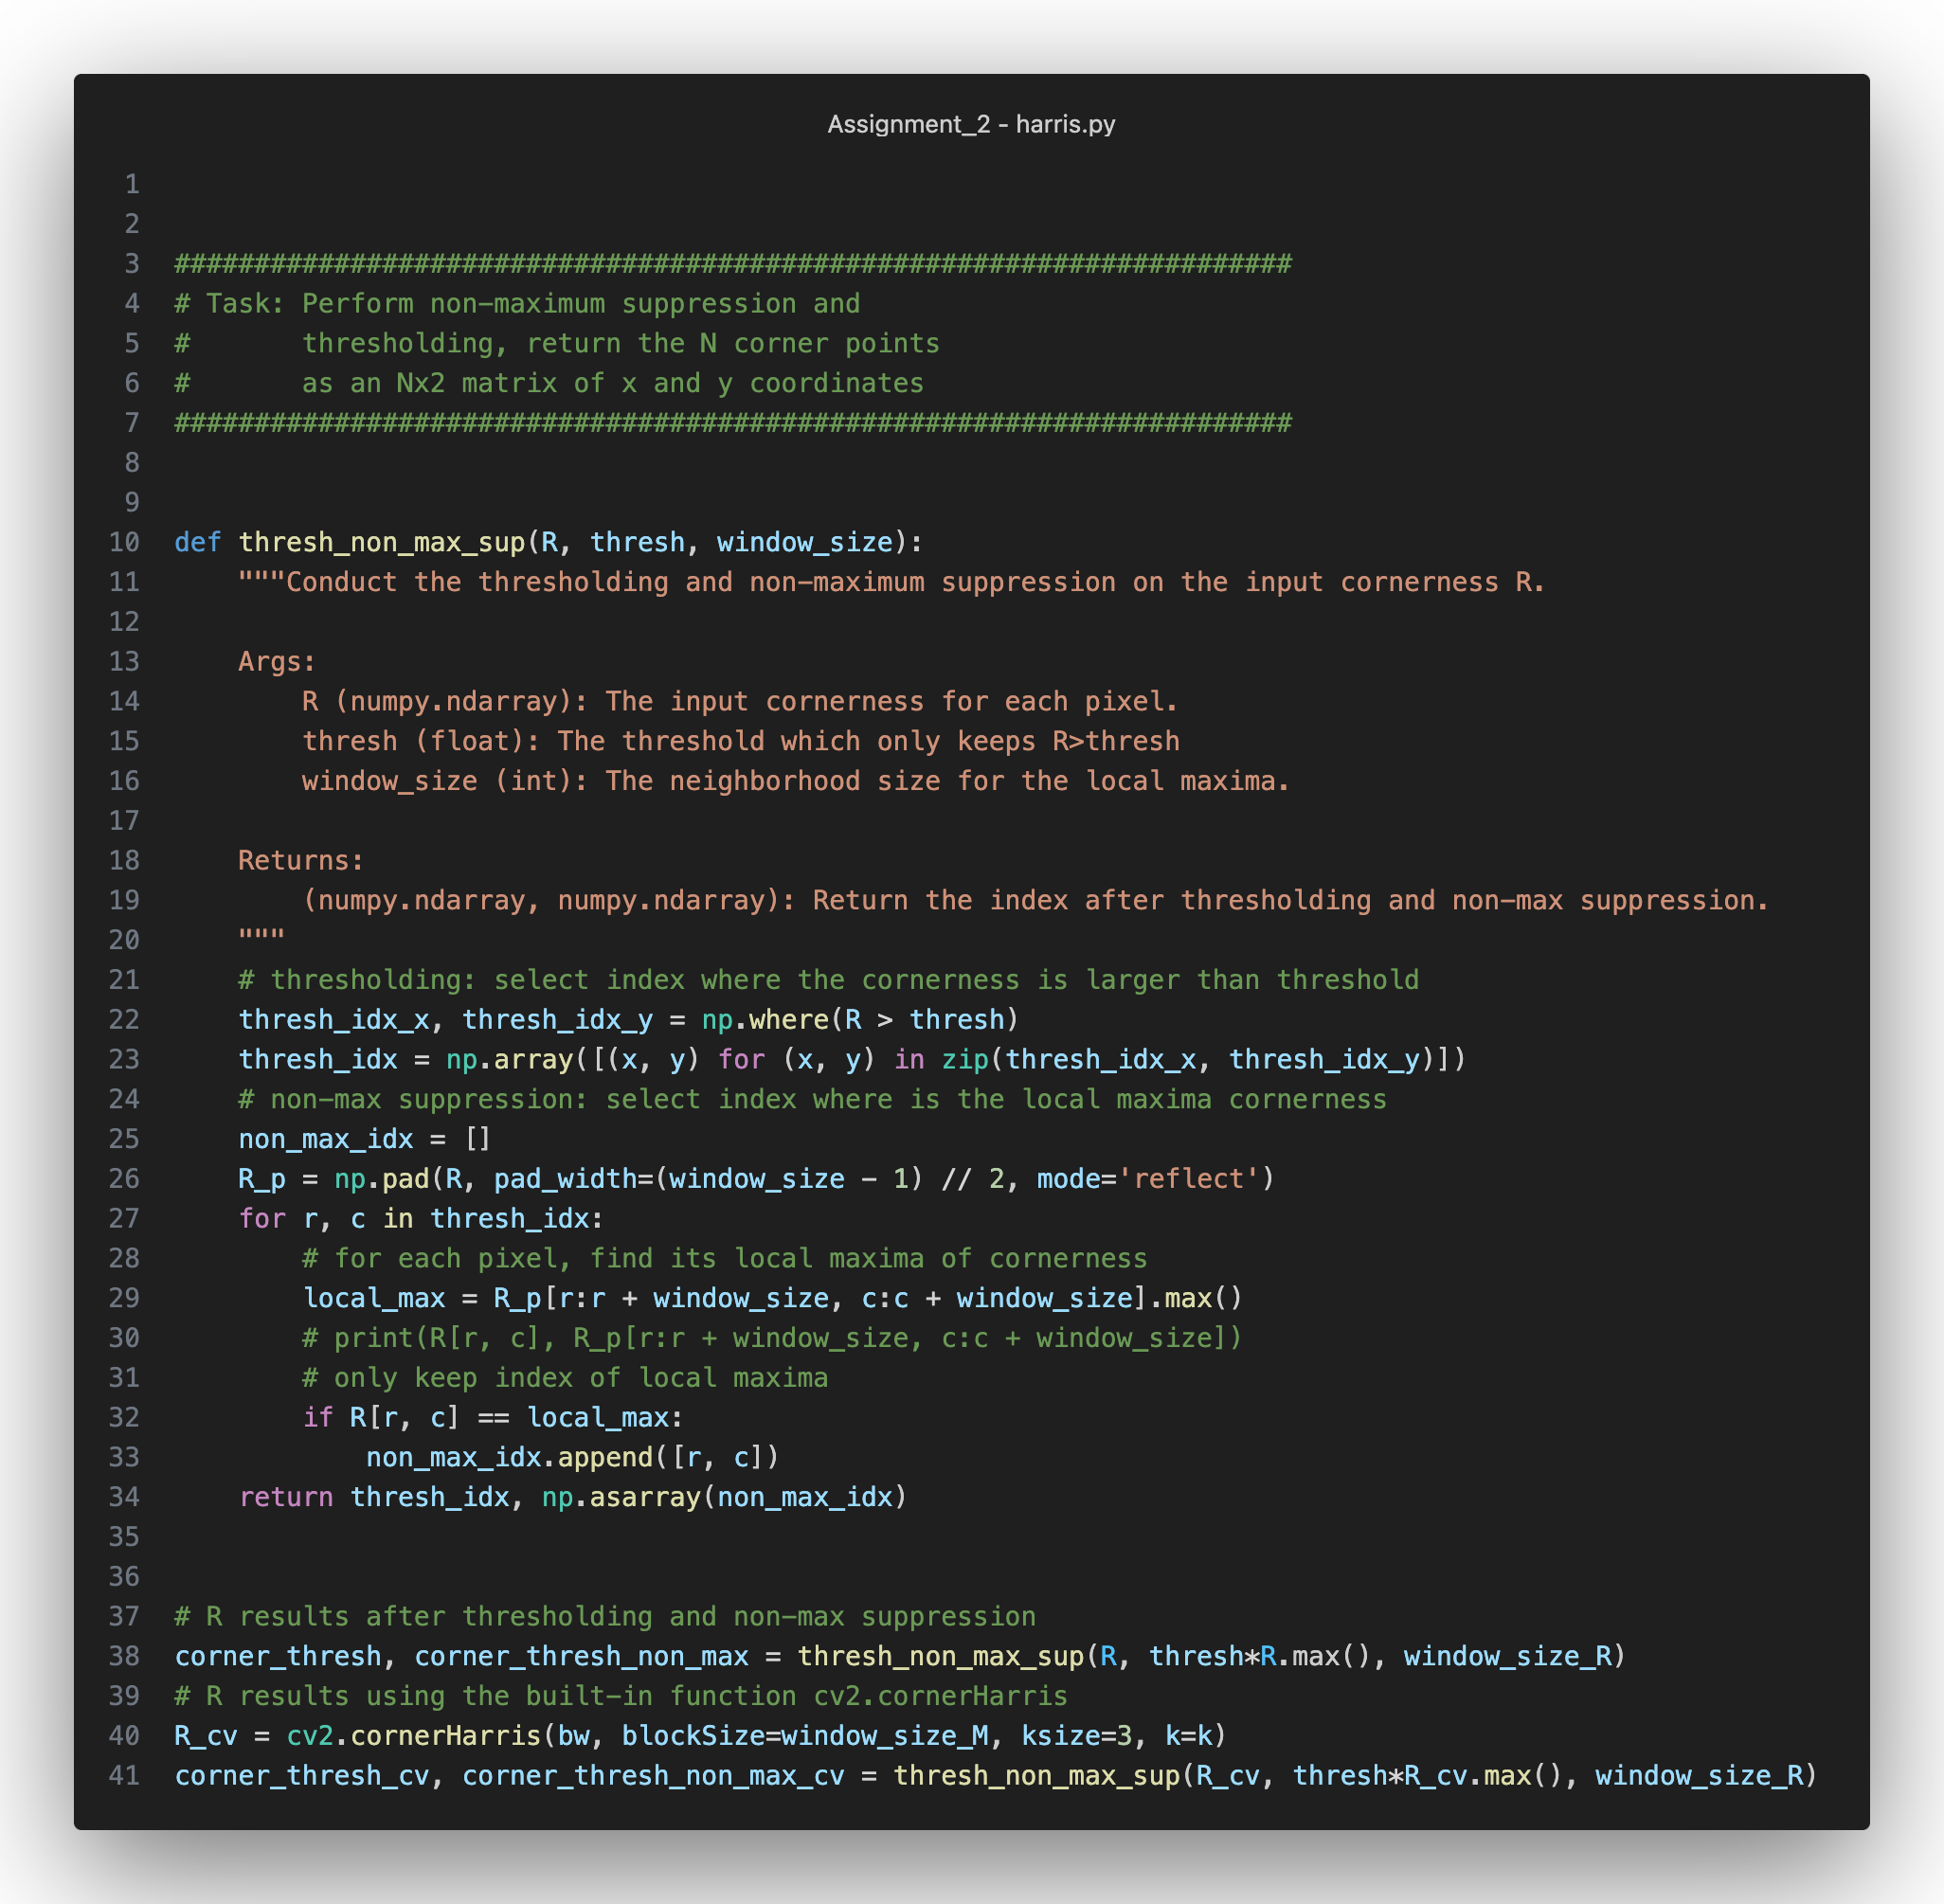 Assignment_2 - harris.py
1
2
3 ######################################################################
4 # Task: Perform non-maximum suppression and
5 #       thresholding, return the N corner points
6 #       as an Nx2 matrix of x and y coordinates
7 ######################################################################
8
9
10 def thresh_non_max_sup(R, thresh, window_size):
11     """Conduct the thresholding and non-maximum suppression on the input cornerness R.
12
13     Args:
14         R (numpy.ndarray): The input cornerness for each pixel.
15         thresh (float): The threshold which only keeps R>thresh
16         window_size (int): The neighborhood size for the local maxima.
17
18     Returns:
19         (numpy.ndarray, numpy.ndarray): Return the index after thresholding and non-max suppression.
20     """
21     # thresholding: select index where the cornerness is larger than threshold
22     thresh_idx_x, thresh_idx_y = np.where(R > thresh)
23     thresh_idx = np.array([(x, y) for (x, y) in zip(thresh_idx_x, thresh_idx_y)])
24     # non-max suppression: select index where is the local maxima cornerness
25     non_max_idx = []
26     R_p = np.pad(R, pad_width=(window_size - 1) // 2, mode='reflect')
27     for r, c in thresh_idx:
28         # for each pixel, find its local maxima of cornerness
29         local_max = R_p[r:r + window_size, c:c + window_size].max()
30         # print(R[r, c], R_p[r:r + window_size, c:c + window_size])
31         # only keep index of local maxima
32         if R[r, c] == local_max:
33             non_max_idx.append([r, c])
34     return thresh_idx, np.asarray(non_max_idx)
35
36
37 # R results after thresholding and non-max suppression
38 corner_thresh, corner_thresh_non_max = thresh_non_max_sup(R, thresh*R.max(), window_size_R)
39 # R results using the built-in function cv2.cornerHarris
40 R_cv = cv2.cornerHarris(bw, blockSize=window_size_M, ksize=3, k=k)
41 corner_thresh_cv, corner_thresh_non_max_cv = thresh_non_max_sup(R_cv, thresh*R_cv.max(), window_size_R)